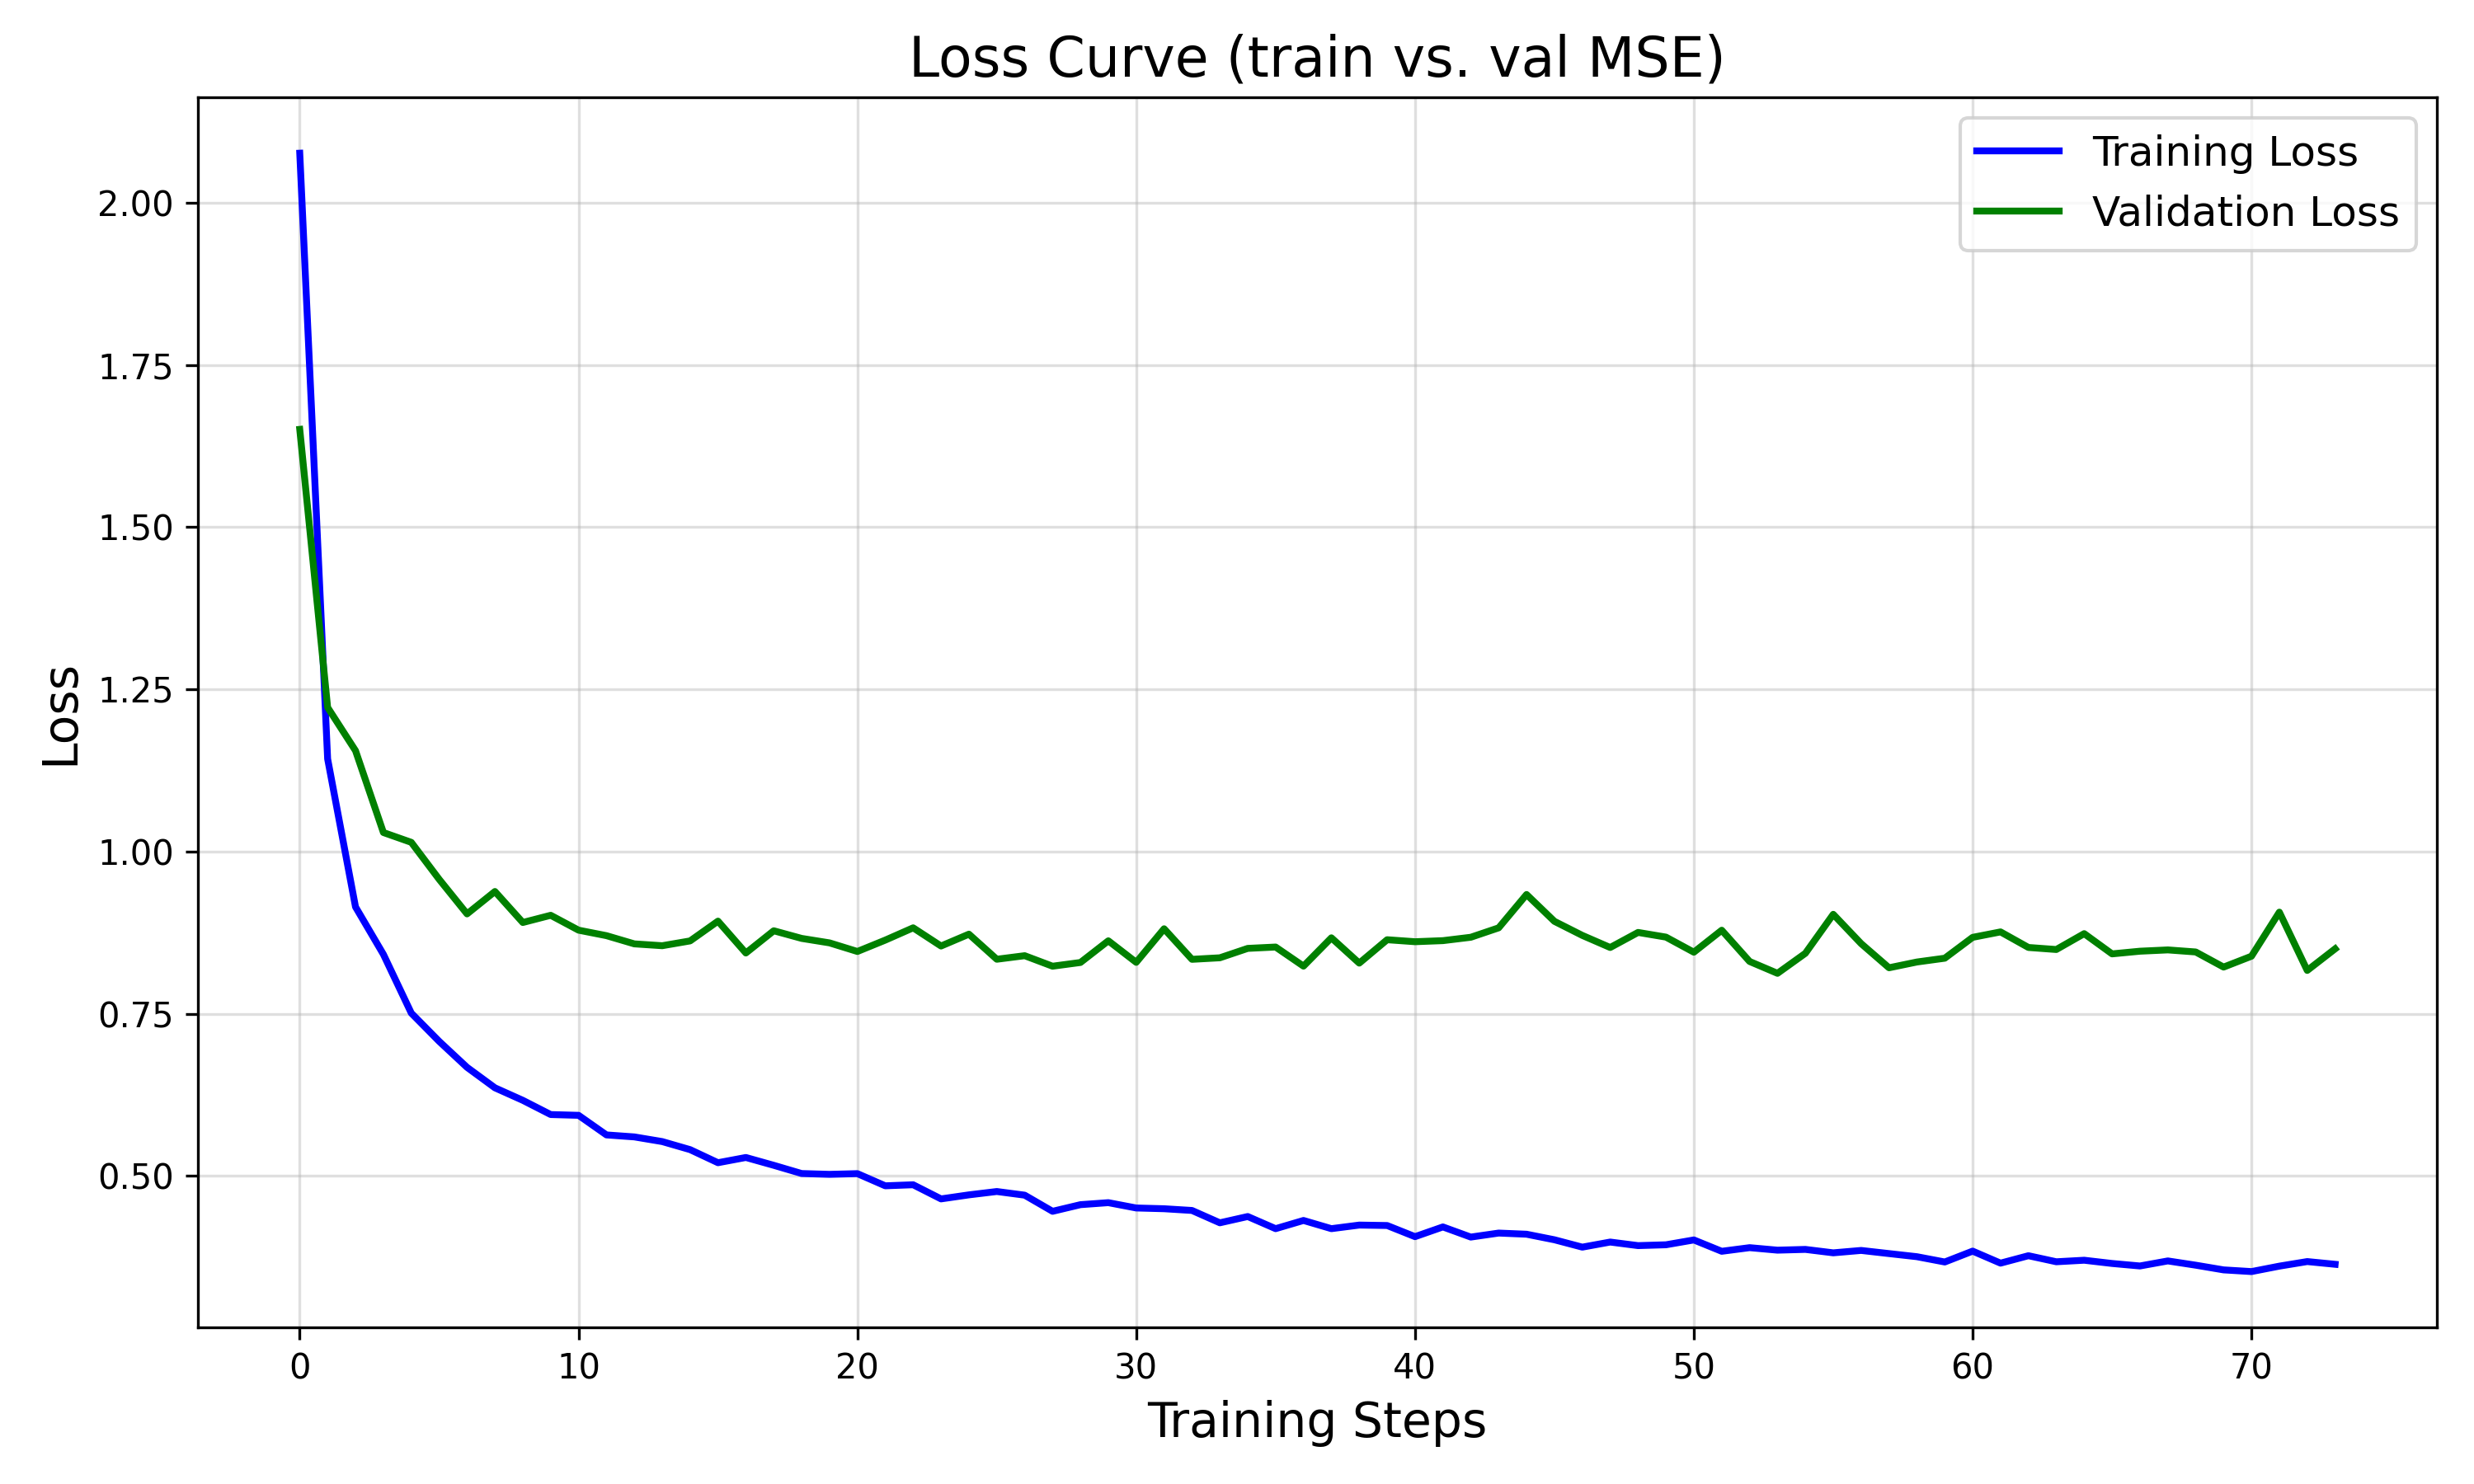 Loss Curve (train vs. val MSE)
Training Loss
Validation Loss
2.00
1.75
1.50
1.25
1.00
0.75
0.50
Loss
0 10 20 30 40 50 60 70
Training Steps